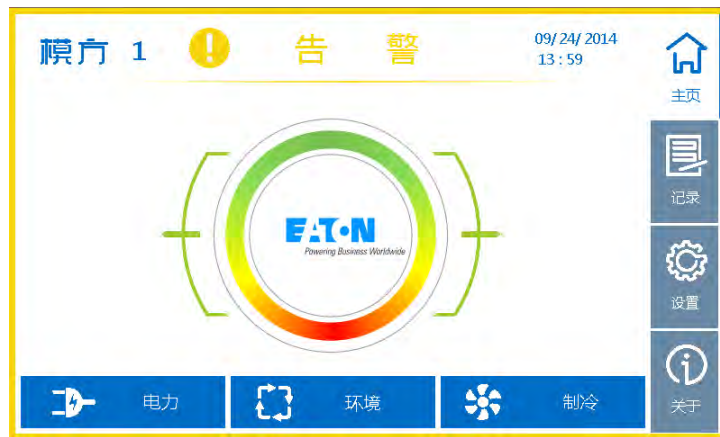 模方 1
告 警
09/24/2014
13:59
主页
记录
设置
关于
EATON
Powering Business Worldwide
电力
环境
制冷